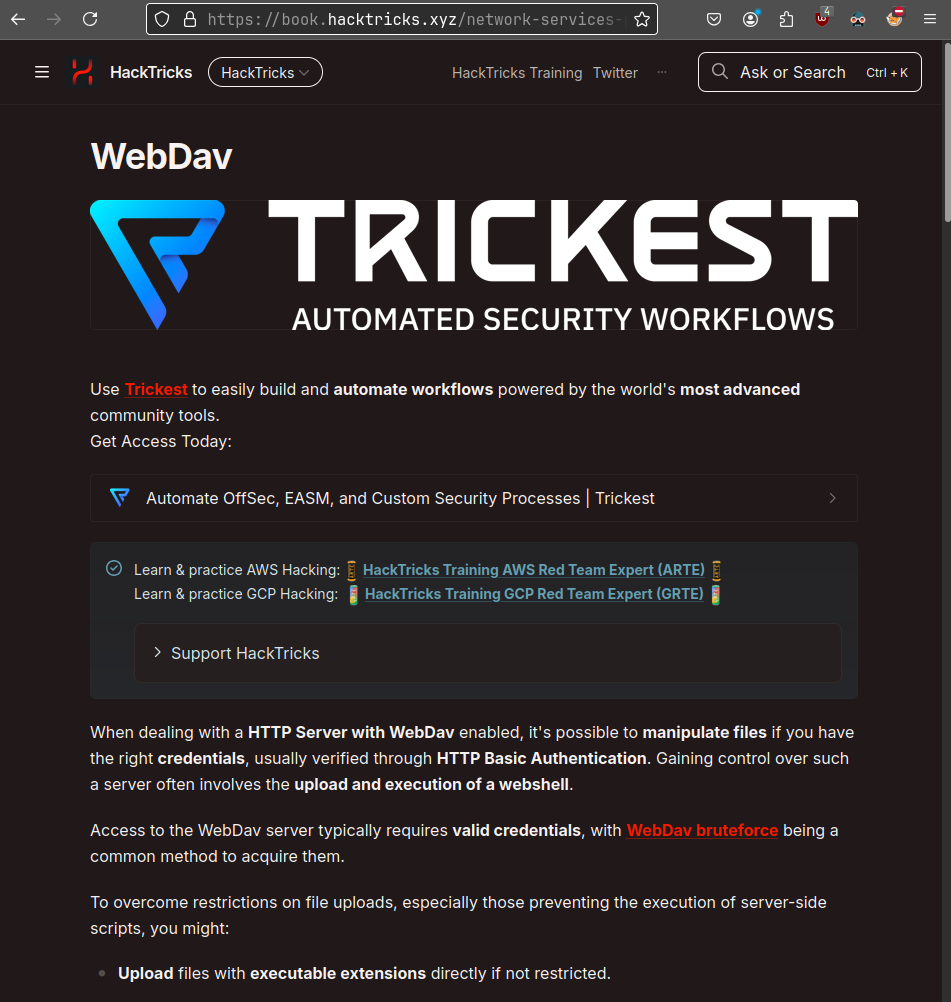 https://book.hacktricks.xyz/network-services-
4
HackTricks
HackTricks
HackTricks Training
Twitter
Ask or Search
Ctrl + K
WebDav
TRICKEST
AUTOMATED SECURITY WORKFLOWS
Use Trickest to easily build and automate workflows powered by the world's most advanced
community tools.
Get Access Today:
Automate OffSec, EASM, and Custom Security Processes | Trickest
Learn & practice AWS Hacking: HackTricks Training AWS Red Team Expert (ARTE)
Learn & practice GCP Hacking: HackTricks Training GCP Red Team Expert (GRTE)
Support HackTricks
When dealing with a HTTP Server with WebDav enabled, it's possible to manipulate files if you have
the right credentials, usually verified through HTTP Basic Authentication. Gaining control over such
a server often involves the upload and execution of a webshell.
Access to the WebDav server typically requires valid credentials, with WebDav bruteforce being a
common method to acquire them.
To overcome restrictions on file uploads, especially those preventing the execution of server-side
scripts, you might:
Upload files with executable extensions directly if not restricted.